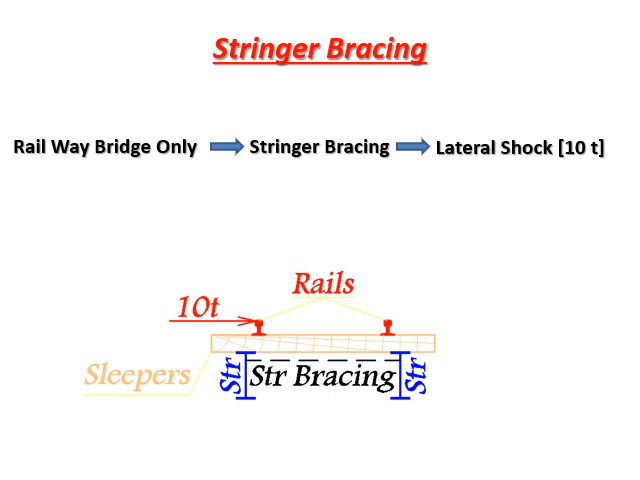 Stringer Bracing
Rail Way Bridge Only Stringer Bracing Lateral Shock [10 t]
Rails
10t
Sleepers
Str Str Bracing Str